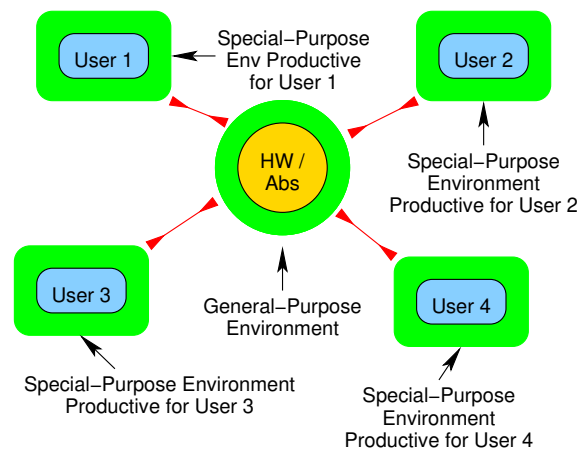 User 1
Special−Purpose
Env Productive
for User 1
User 2
HW /
Abs
Special−Purpose
Environment
Productive for User 2
User 3
General−Purpose
Environment
User 4
Special−Purpose Environment
Productive for User 3
Special−Purpose
Environment
Productive for User 4